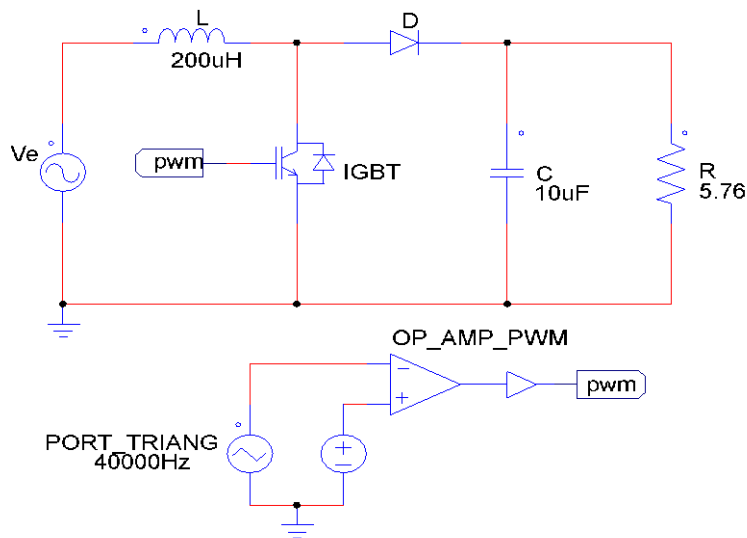 L
200uH
D
Ve
pwm
IGBT
C
10uF
R
5.76
OP_AMP_PWM
pwm
PORT_TRIANG
40000Hz